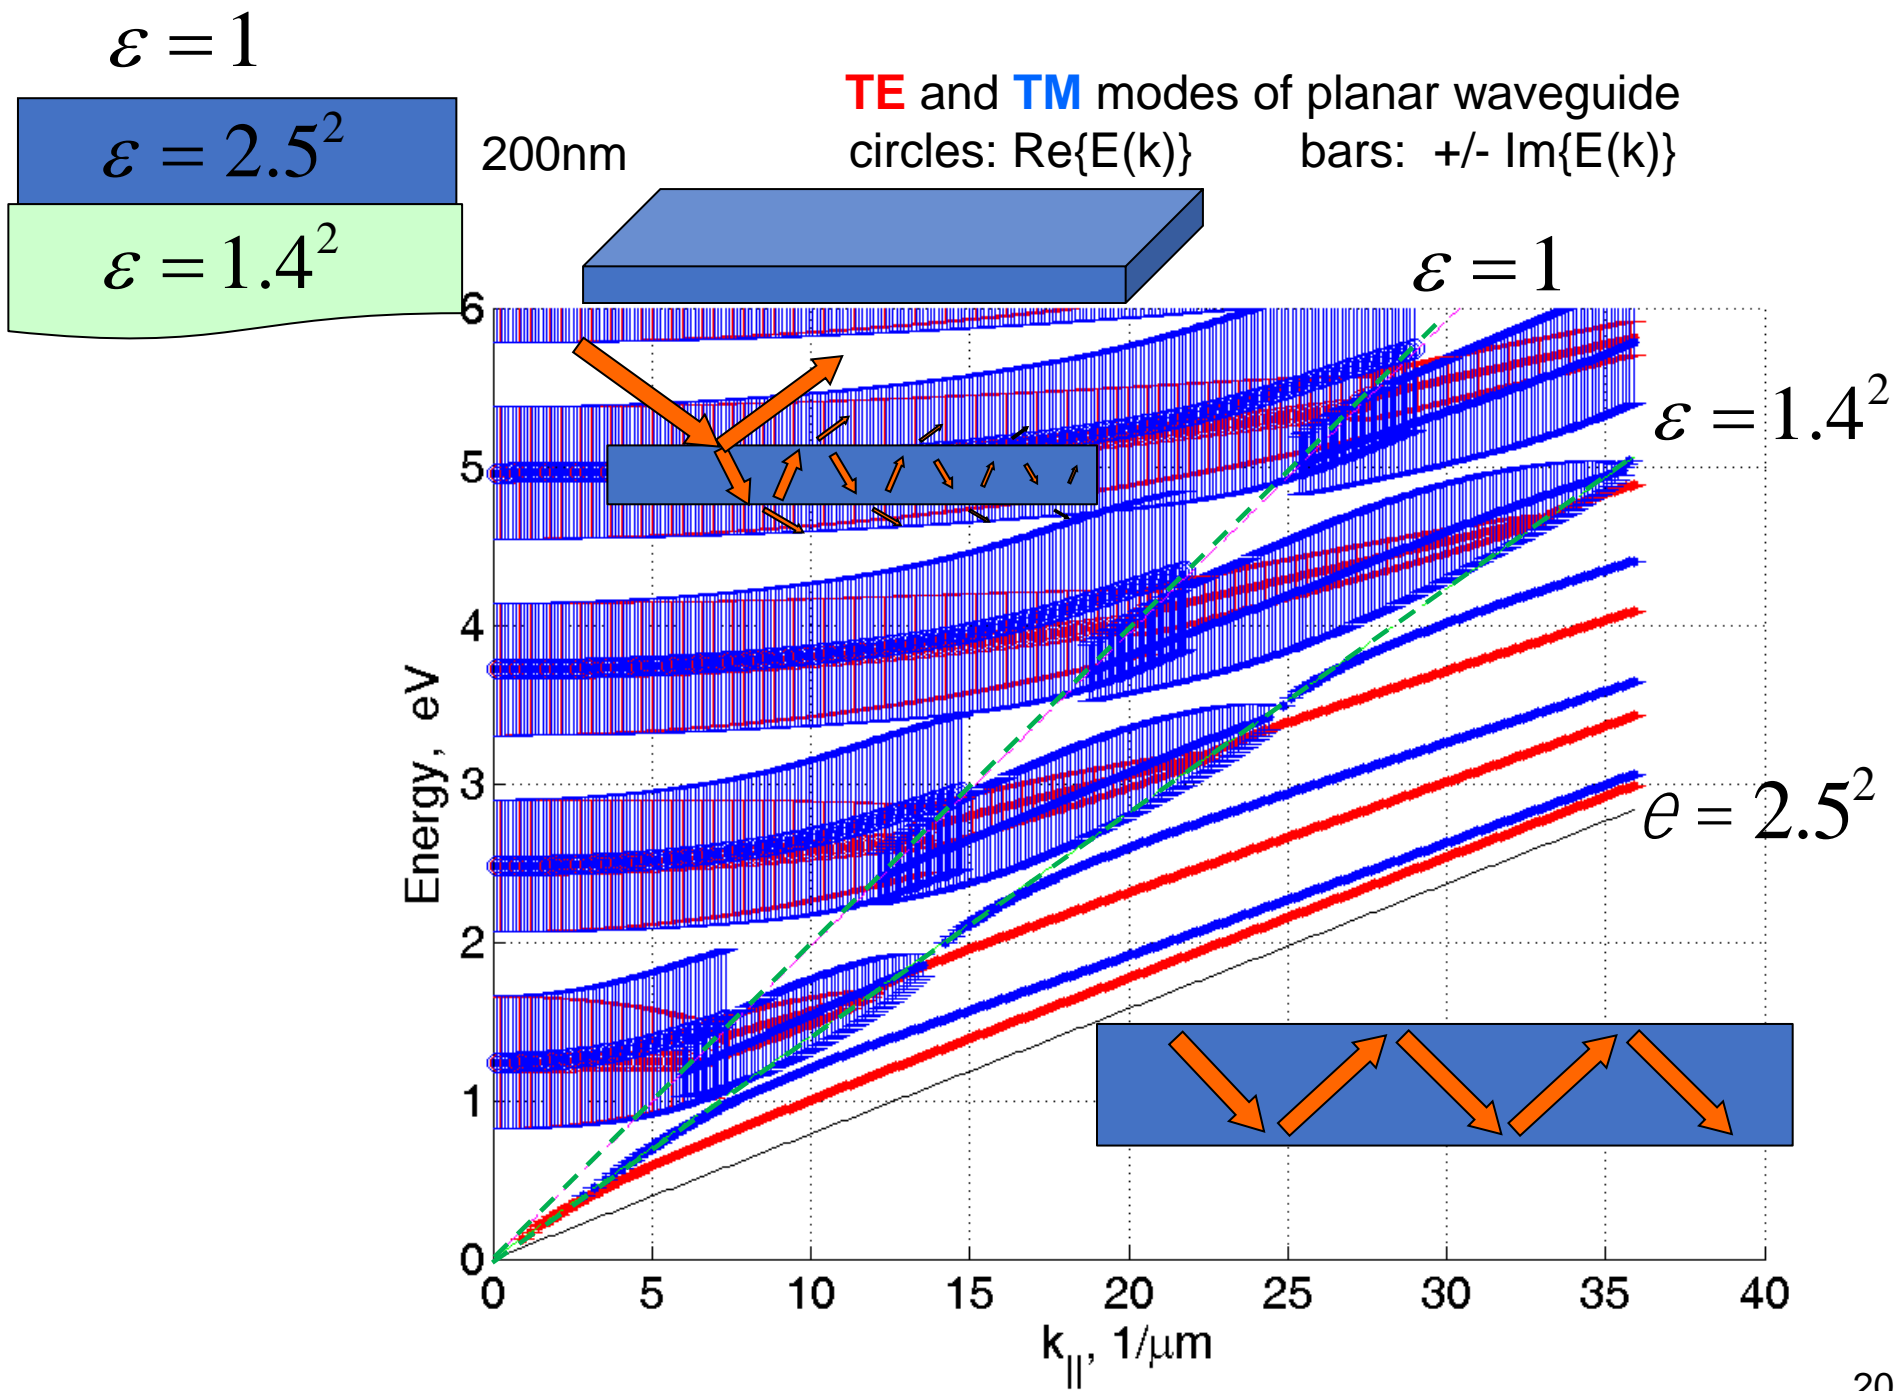 ε = 1
ε = 2.5²
ε = 1.4²
200nm
TE and TM modes of planar waveguide
circles: Re{E(k)} bars: +/- Im{E(k)}
ε = 1
ε = 1.4²
e = 2.5²
Energy, eV
6
5
4
3
2
1
0
0 5 10 15 20 25 30 35 40
k||, 1/μm
20